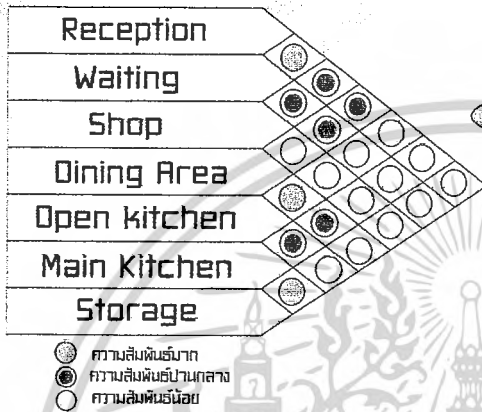 Reception
Waiting
Shop
Dining Area
Open kitchen
Main Kitchen
Storage
ความสัมพันธ์มาก
ความสัมพันธ์ปานกลาง
ความสัมพันธ์น้อย